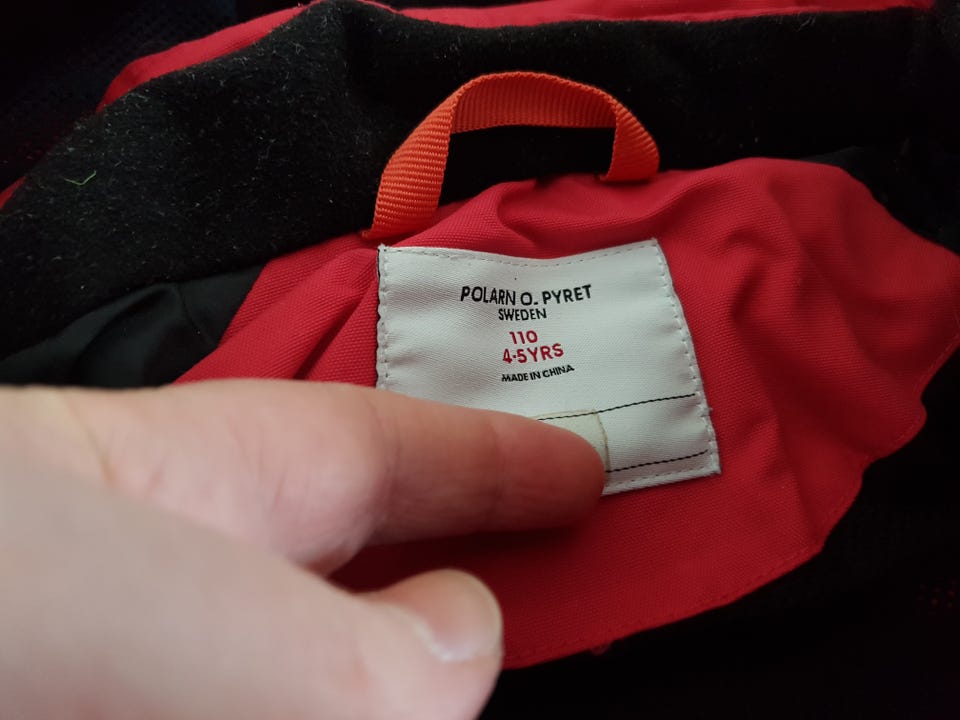 POLARN O. PYRET
SWEDEN
110
4-5YRS
MADE IN CHINA